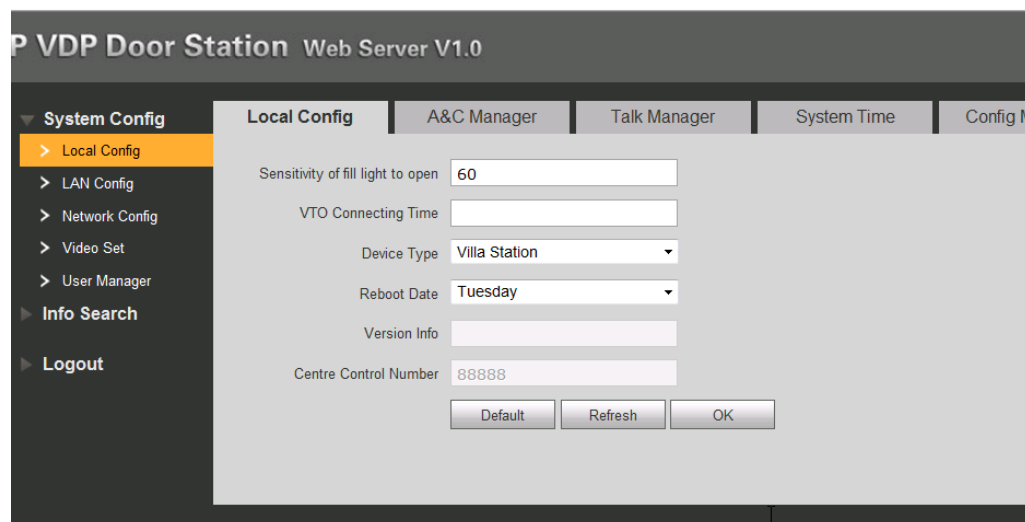 P VDP Door Station Web Server V1.0
System Config
Local Config
LAN Config
Network Config
Video Set
User Manager
Info Search
Logout
Local Config A&C Manager Talk Manager System Time Config
Sensitivity of fill light to open 60
VTO Connecting Time
Device Type Villa Station
Reboot Date Tuesday
Version Info
Centre Control Number 88888
Default Refresh OK